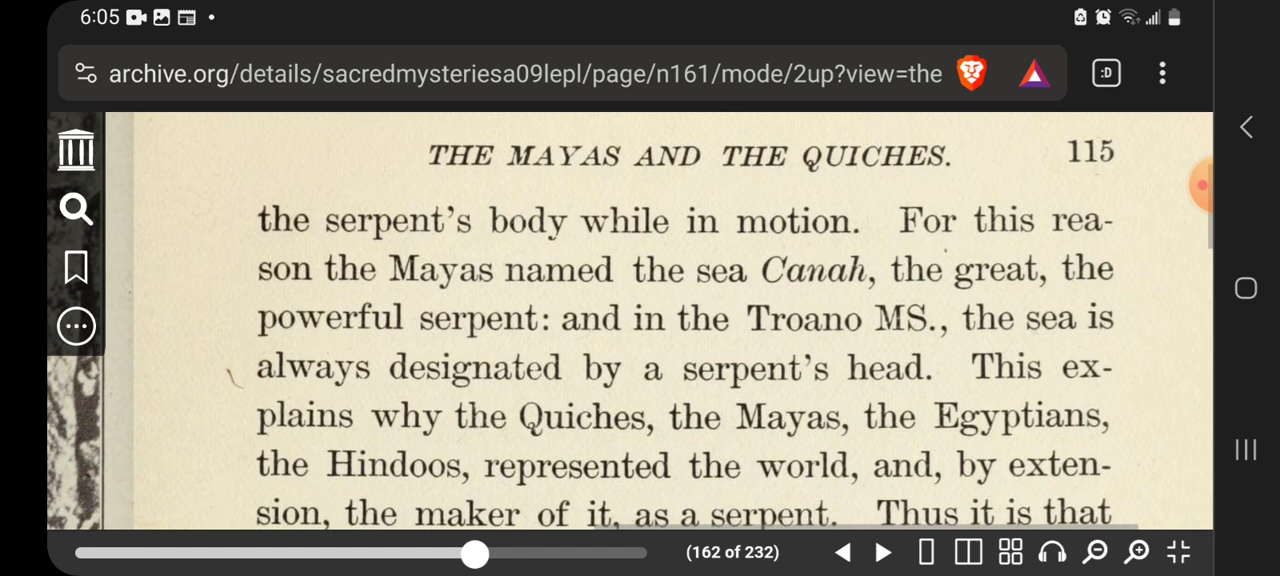 6:05
archive.org/details/sacredmysteriesa09lepl/page/n161/mode/2up?view=the
:D
THE MAYAS AND THE QUICHES. 115
the serpent's body while in motion. For this rea-
son the Mayas named the sea Canah, the great, the
powerful serpent: and in the Troano MS., the sea is
always designated by a serpent's head. This ex-
plains why the Quiches, the Mayas, the Egyptians,
the Hindoos, represented the world, and, by exten-
sion, the maker of it, as a serpent. Thus it is that
(162 of 232)